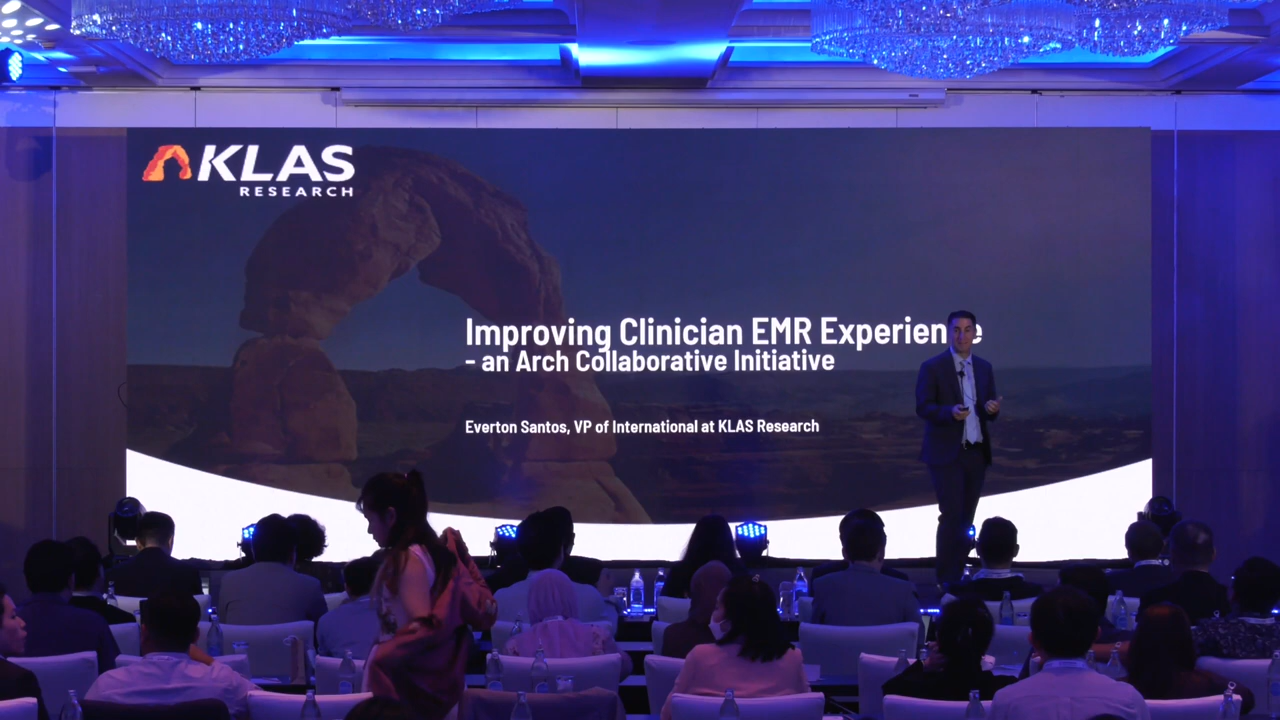 KLAS
RESEARCH
Improving Clinician EMR Experience
- an Arch Collaborative Initiative
Everton Santos, VP of International at KLAS Research